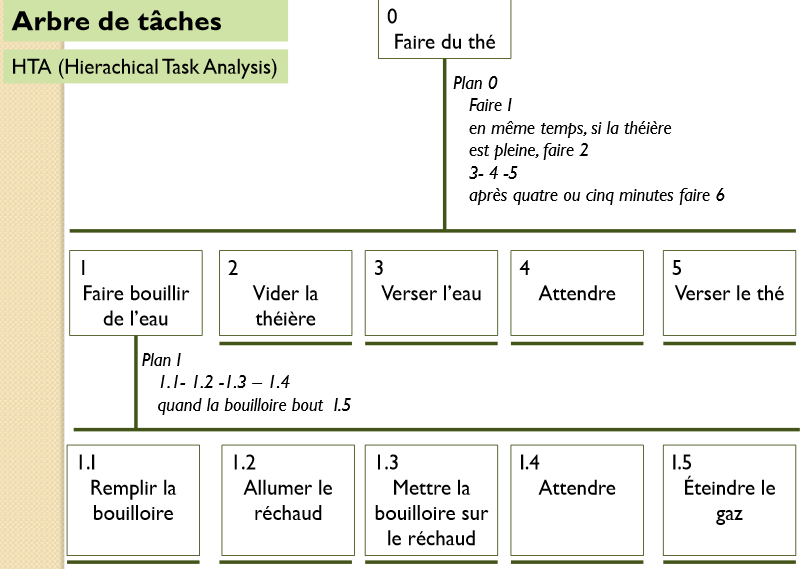 Arbre de tâches
HTA (Hierachical Task Analysis)
0
Faire du thé
Plan 0
Faire 1
en même temps, si la théière
est pleine, faire 2
3- 4 -5
après quatre ou cinq minutes faire 6
1
Faire bouillir
de l’eau
2
Vider la
théière
3
Verser l’eau
4
Attendre
5
Verser le thé
Plan 1
1.1- 1.2 -1.3 – 1.4
quand la bouilloire bout 1.5
1.1
Remplir la
bouilloire
1.2
Allumer le
réchaud
1.3
Mettre la
bouilloire sur
le réchaud
1.4
Attendre
1.5
Éteindre le
gaz